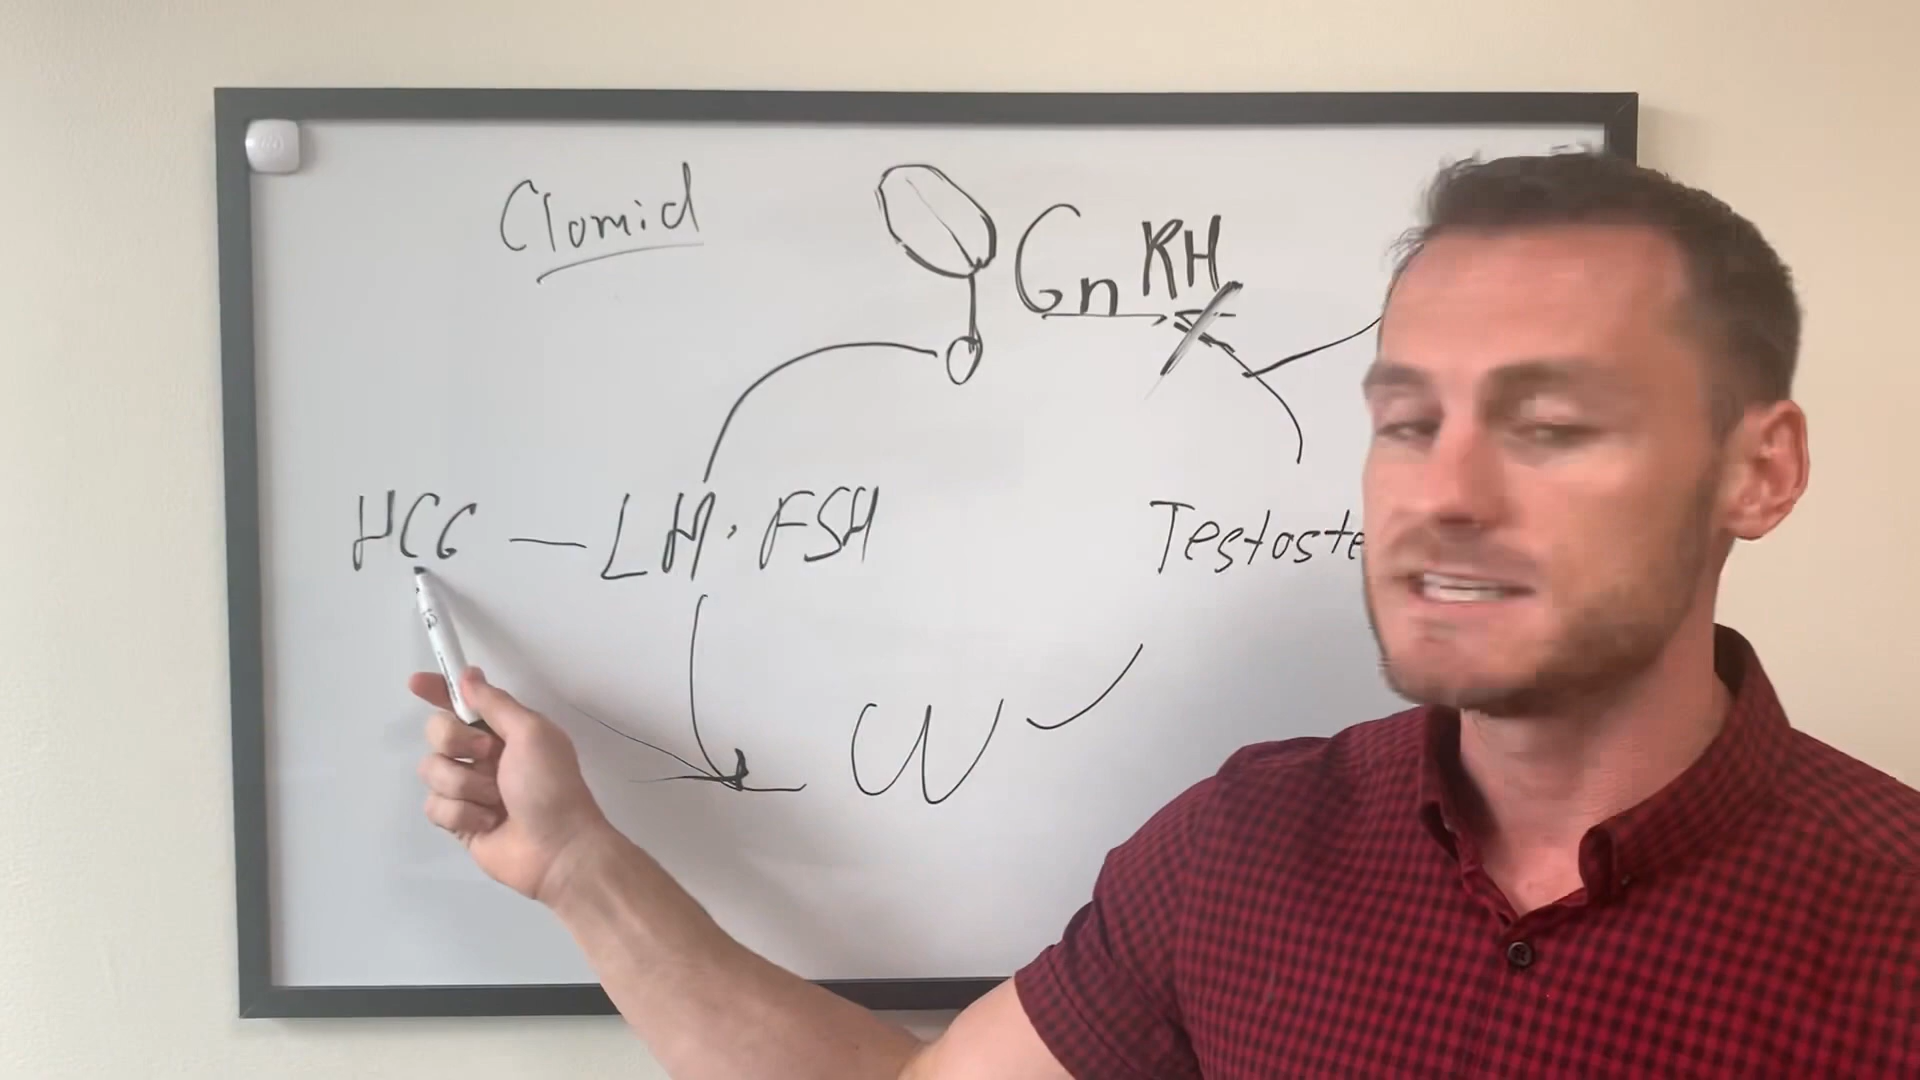 Clomid
GnRH
HCG — LH, FSH
Testoste